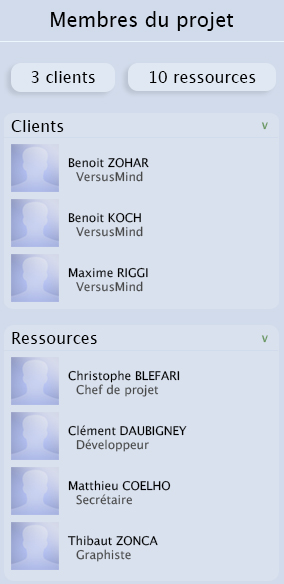 Membres du projet
3 clients 10 ressources
Clients
Benoit ZOHAR
VersusMind
Benoit KOCH
VersusMind
Maxime RIGGI
VersusMind
Ressources
Christophe BLEFARI
Chef de projet
Clément DAUBIGNEY
Développeur
Matthieu COELHO
Secrétaire
Thibaut ZONCA
Graphiste